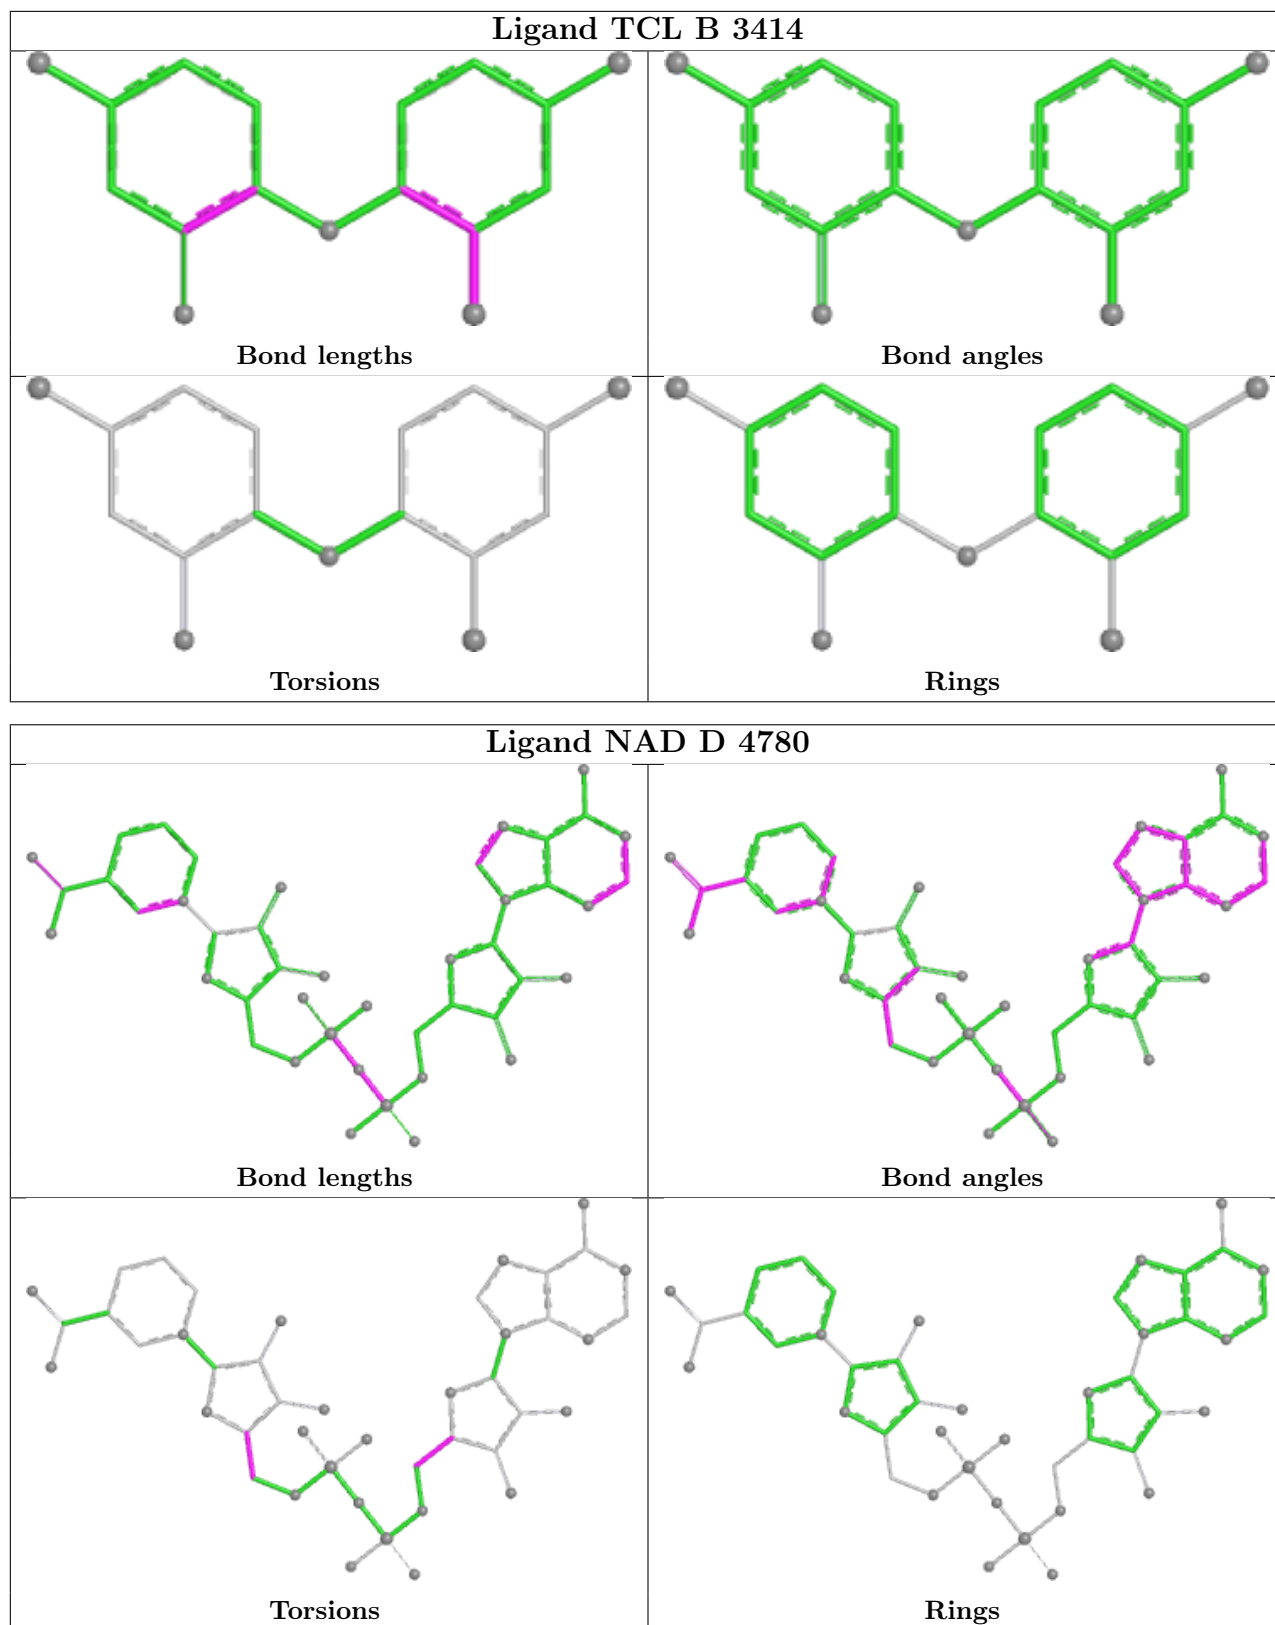 Ligand TCL B 3414
Bond lengths
Bond angles
Torsions
Rings
Ligand NAD D 4780
Bond lengths
Bond angles
Torsions
Rings